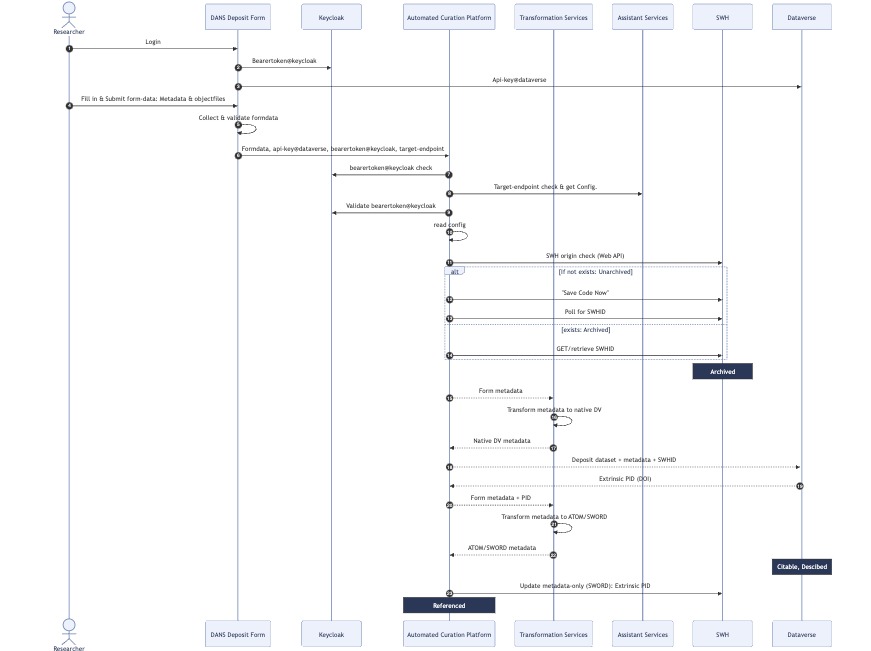 DANS Deposit Form
Keycloak
Automated Curation Platform
Transformation Services
Assistant Services
SWH
Dataverse
Researcher
1
Login
2
Bearertoken@keycloak
3
Api-key@dataverse
4
Fill in & Submit form-data: Metadata & objectfiles
Collect & validate formdata
5
6
Formdata, api-key@dataverse, bearertoken@keycloak, target-endpoint
bearertoken@keycloak check
7
8
Target-endpoint check & get Config.
Validate bearertoken@keycloak
9
read config
10
11
SWH origin check (Web API)
alt
[If not exists: Unarchived]
12
"Save Code Now"
13
Poll for SWHID
[exists: Archived]
14
GET/retrieve SWHID
Archived
15
Form metadata
Transform metadata to native DV
16
Native DV metadata
17
18
Deposit dataset = metadata + SWHID
Extrinsic PID (DOI)
19
20
Form metadata + PID
Transform metadata to ATOM/SWORD
21
ATOM/SWORD metadata
22
Citable, Descibed
23
Update metadata-only (SWORD): Extrinsic PID
Referenced
DANS Deposit Form
Keycloak
Automated Curation Platform
Transformation Services
Assistant Services
SWH
Dataverse
Researcher